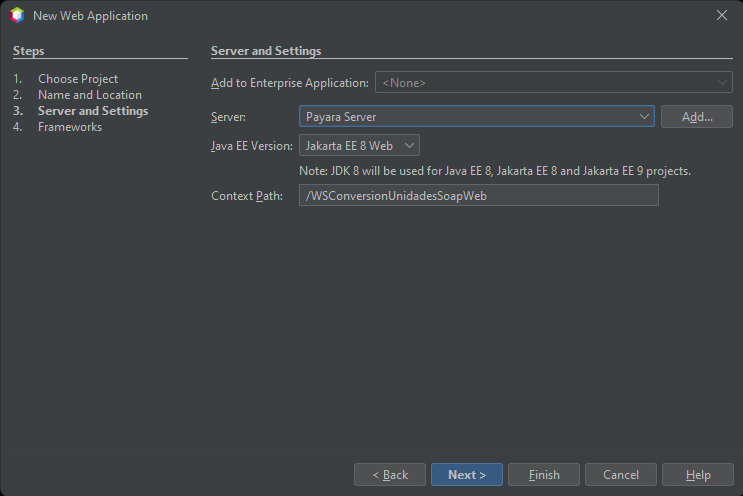 New Web Application
Steps
1. Choose Project
2. Name and Location
3. Server and Settings
4. Frameworks
Server and Settings
Add to Enterprise Application: <None>
Server: Payara Server Add...
Java EE Version: Jakarta EE 8 Web
Note: JDK 8 will be used for Java EE 8, Jakarta EE 8 and Jakarta EE 9 projects.
Context Path: /WSConversionUnidadesSoapWeb
< Back Next > Finish Cancel Help